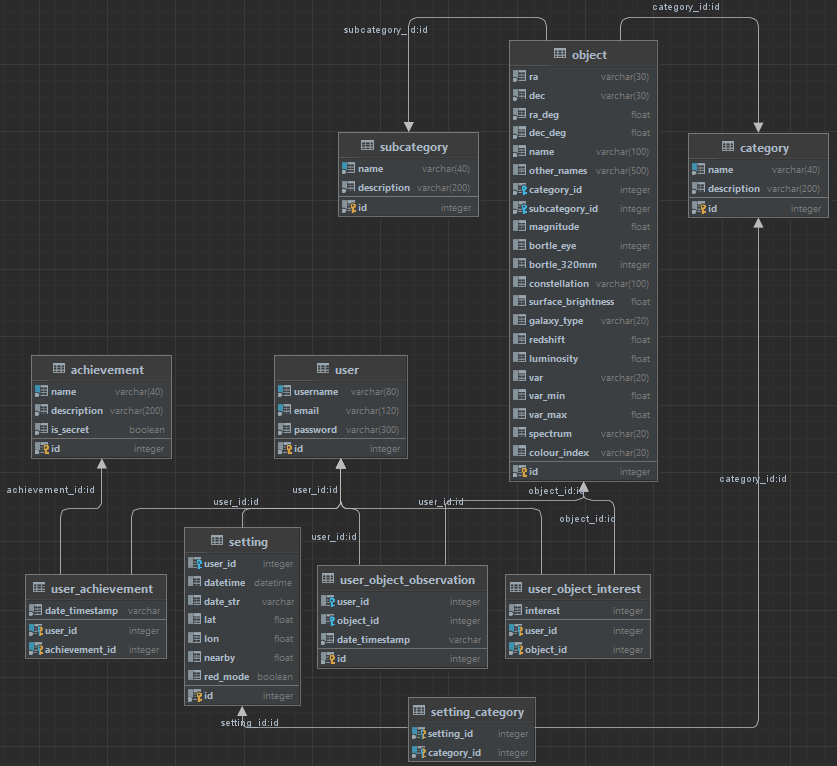 category_id:id
subcategory_id:id
object
ra varchar(30)
dec varchar(30)
ra_deg float
dec_deg float
name varchar(100)
other_names varchar(500)
category_id integer
subcategory_id integer
magnitude float
bortle_eye integer
bortle_320mm integer
constellation varchar(100)
surface_brightness float
galaxy_type varchar(20)
redshift float
luminosity float
var varchar(20)
var_min float
var_max float
spectrum varchar(20)
colour_index varchar(20)
id integer
subcategory
name varchar(40)
description varchar(200)
id integer
category
name varchar(40)
description varchar(200)
id integer
achievement
name varchar(40)
description varchar(200)
is_secret boolean
id integer
user
username varchar(80)
email varchar(120)
password varchar(300)
id integer
category_id:id
achievement_id:id
user_id:id
user_id:id
user_id:id
object_id:id
object_id:id
user_id:id
setting
user_id integer
datetime datetime
date_str varchar
lat float
lon float
nearby float
red_mode boolean
id integer
user_object_observation
user_id integer
object_id integer
date_timestamp varchar
id integer
user_achievement
date_timestamp varchar
user_id integer
achievement_id integer
user_object_interest
interest integer
user_id integer
object_id integer
setting_id:id
setting_category
setting_id integer
category_id integer